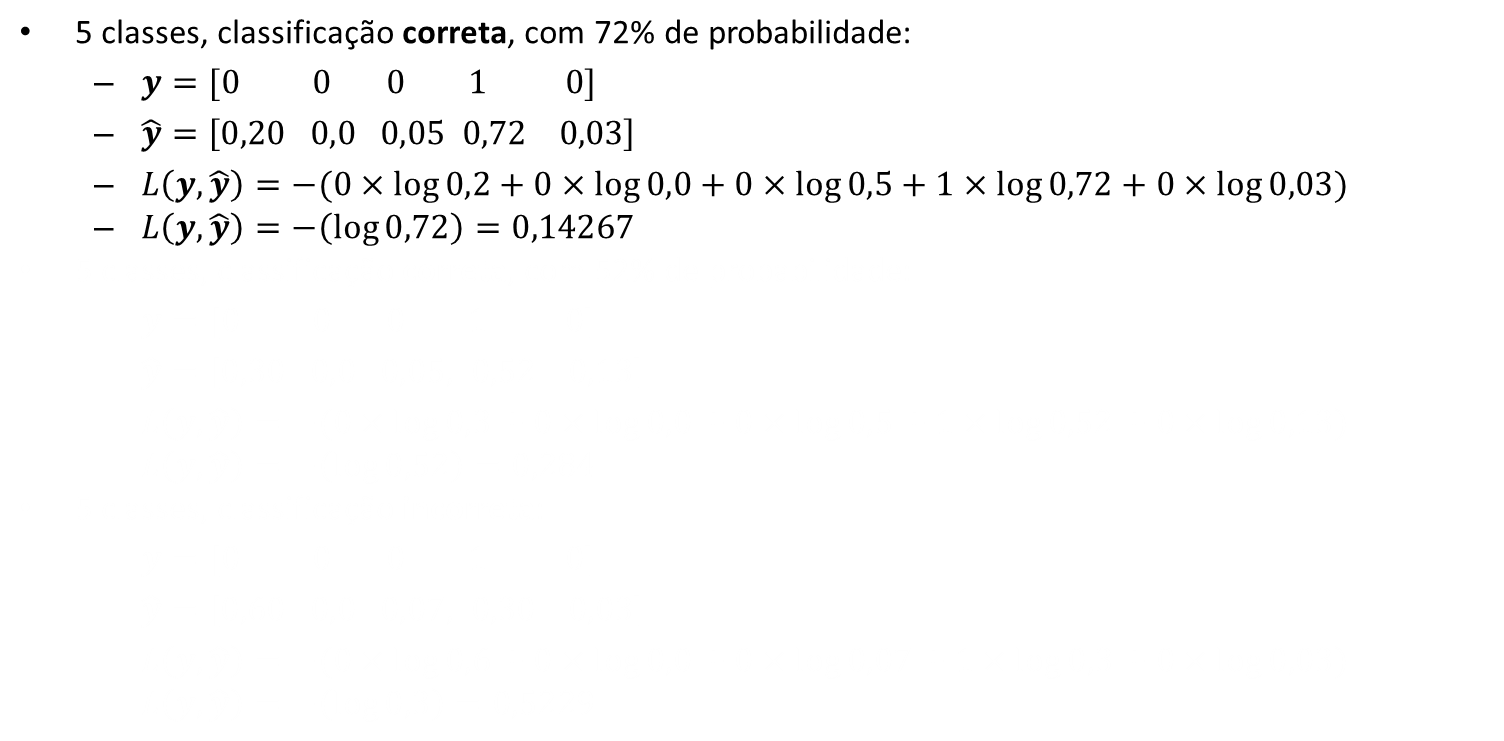 • 5 classes, classificação correta, com 72% de probabilidade:
– y = [0 0 0 1 0]
– ŷ = [0,20 0,0 0,05 0,72 0,03]
– L(y, ŷ) = −(0 × log 0,2 + 0 × log 0,0 + 0 × log 0,5 + 1 × log 0,72 + 0 × log 0,03)
– L(y, ŷ) = −(log 0,72) = 0,14267